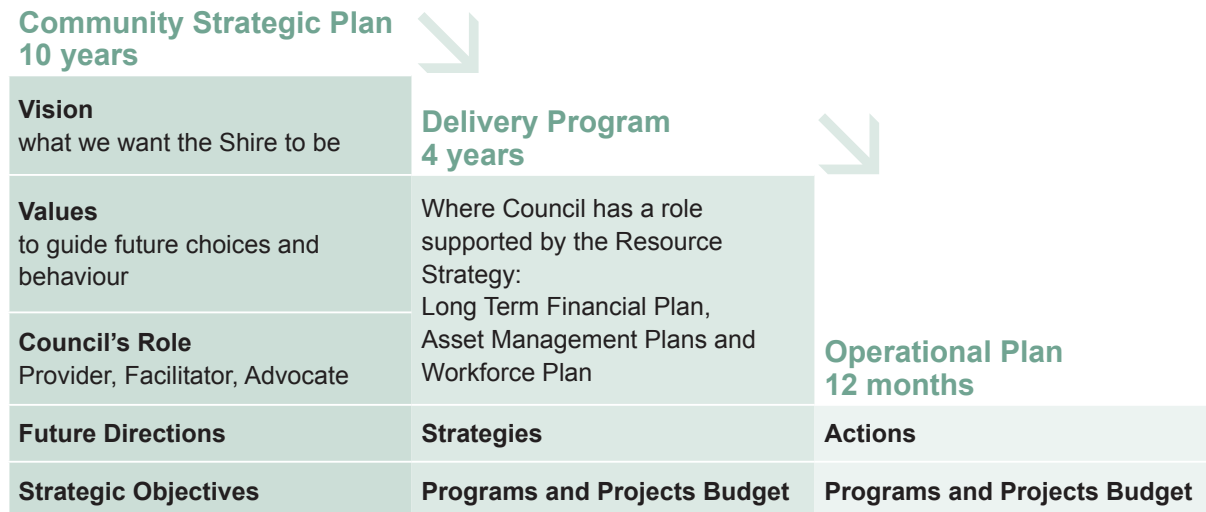 Community Strategic Plan
10 years
Vision
what we want the Shire to be
Values
to guide future choices and
behaviour
Council’s Role
Provider, Facilitator, Advocate
Future Directions
Strategic Objectives
Delivery Program
4 years
Where Council has a role
supported by the Resource
Strategy:
Long Term Financial Plan,
Asset Management Plans and
Workforce Plan
Strategies
Programs and Projects Budget
Operational Plan
12 months
Actions
Programs and Projects Budget